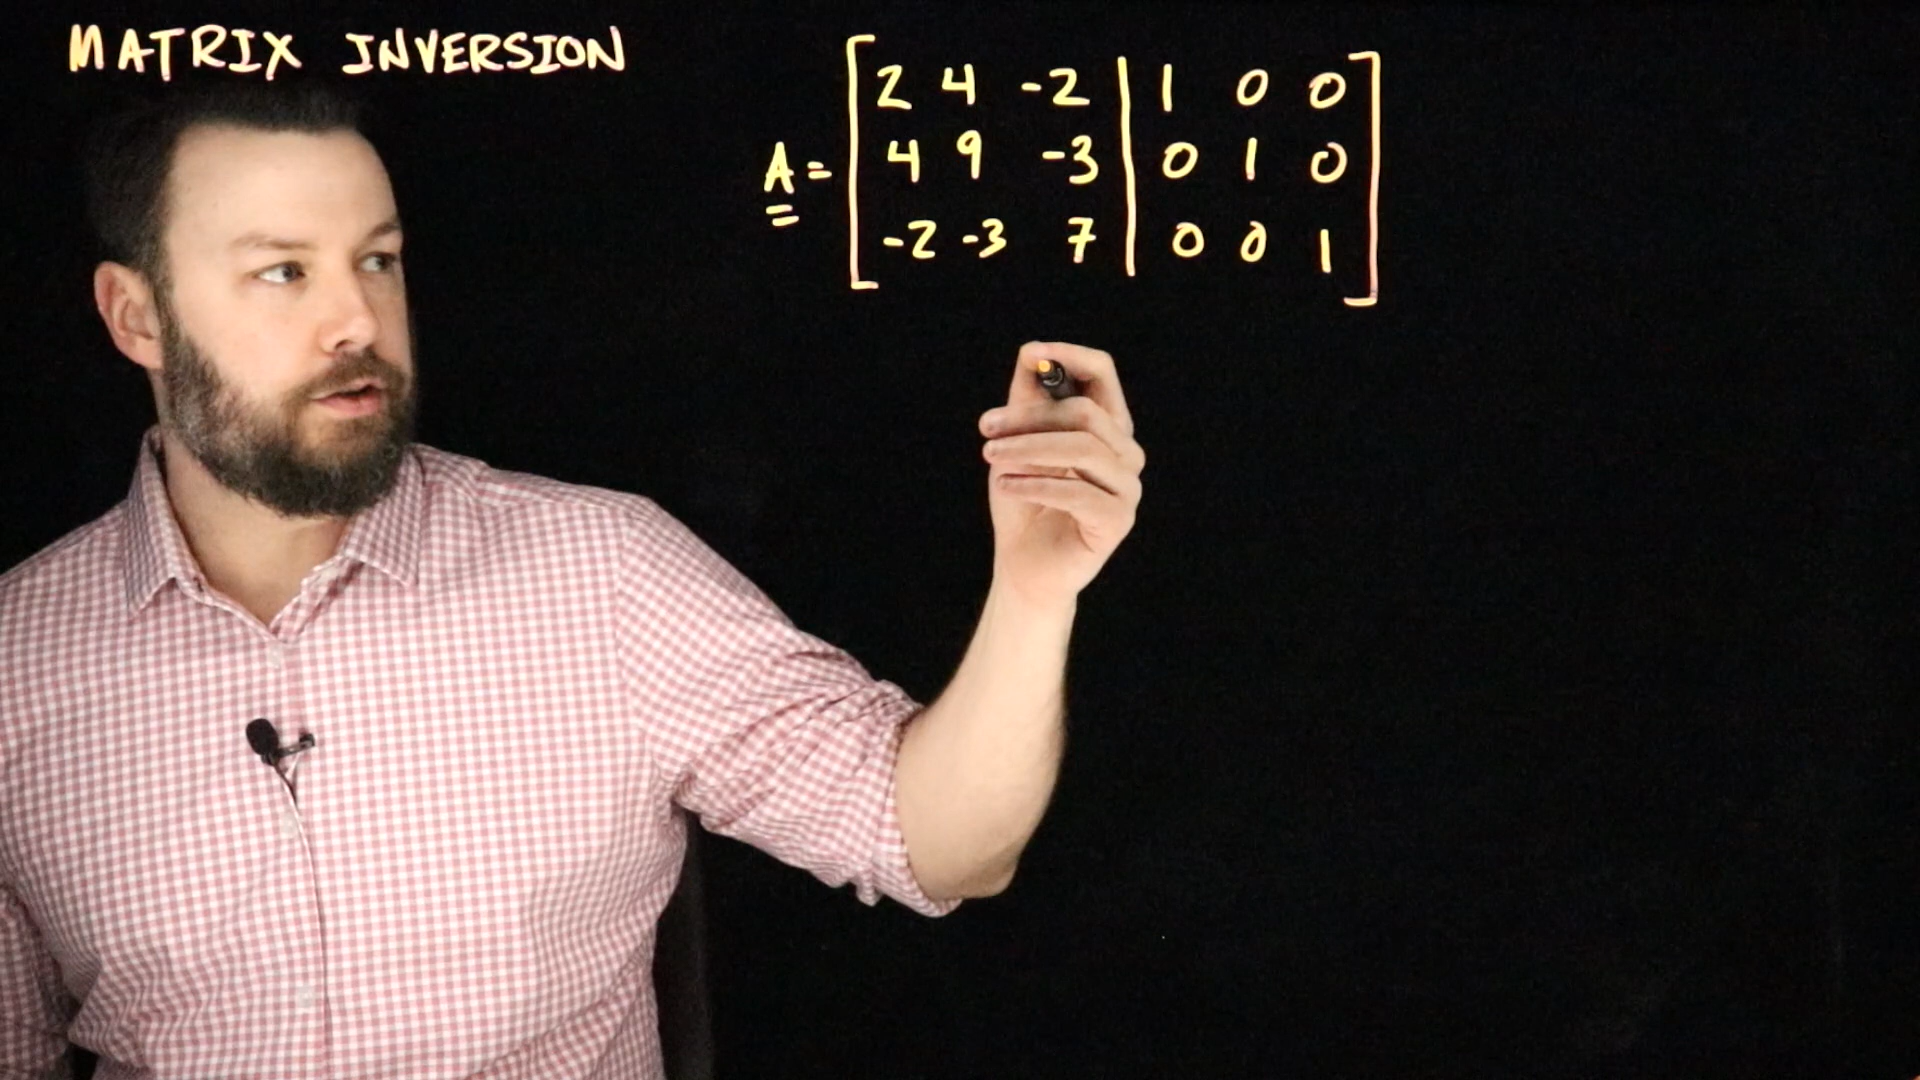 MATRIX INVERSION
2 4 -2 | 1 0 0
A = 4 9 -3 | 0 1 0
-2 -3 7 | 0 0 1